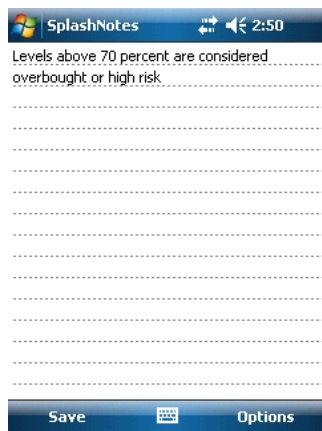 SplashNotes 2:50
Levels above 70 percent are considered
overbought or high risk
Save Options